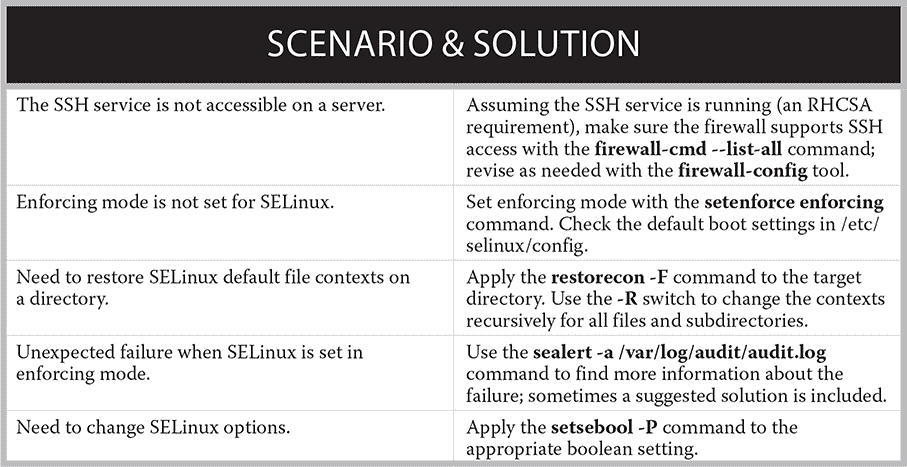 SCENARIO & SOLUTION
The SSH service is not accessible on a server.
Assuming the SSH service is running (an RHCSA
requirement), make sure the firewall supports SSH
access with the firewall-cmd --list-all command;
revise as needed with the firewall-config tool.
Enforcing mode is not set for SELinux.
Set enforcing mode with the setenforce enforcing
command. Check the default boot settings in /etc/
selinux/config.
Need to restore SELinux default file contexts on
a directory.
Apply the restorecon -F command to the target
directory. Use the -R switch to change the contexts
recursively for all files and subdirectories.
Unexpected failure when SELinux is set in
enforcing mode.
Use the sealert -a /var/log/audit/audit.log
command to find more information about the
failure; sometimes a suggested solution is included.
Need to change SELinux options.
Apply the setsebool -P command to the
appropriate boolean setting.